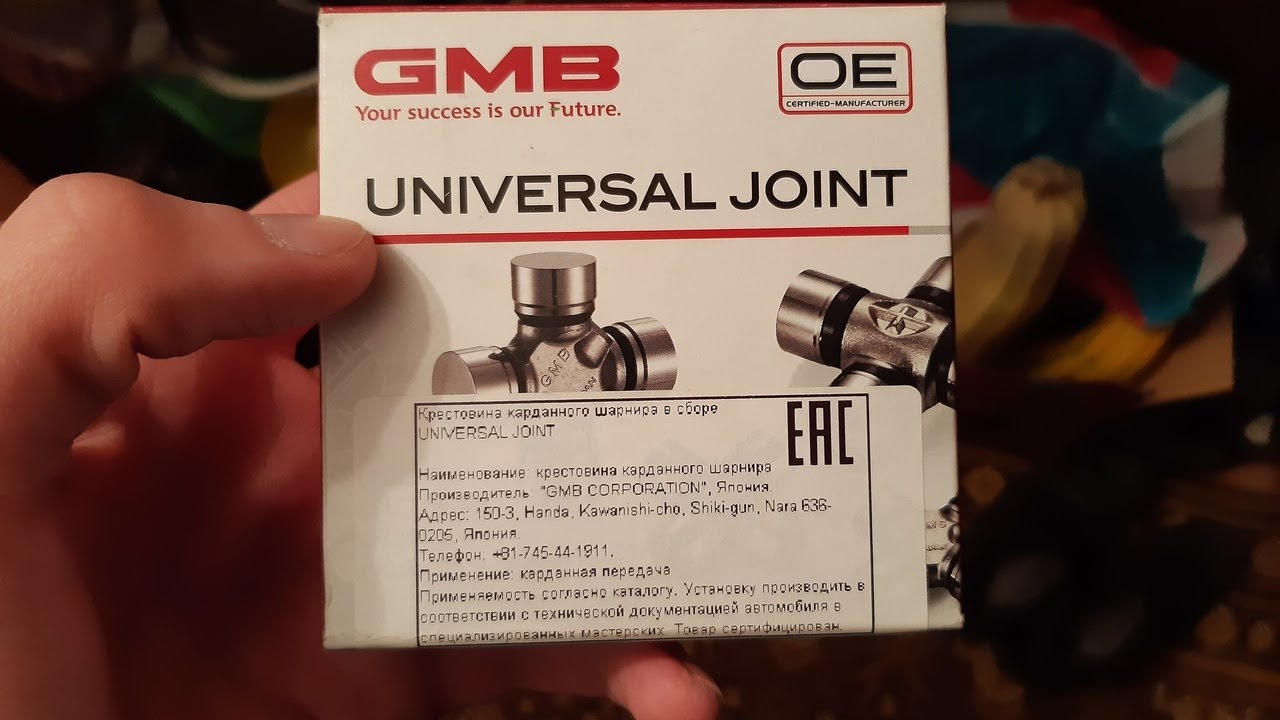 GMB
Your success is our Future.
OE
CERTIFIED-MANUFACTURER
UNIVERSAL JOINT
GMB
Крестовина карданного шарнира в сборе
UNIVERSAL JOINT
EAC
Наименование: крестовина карданного шарнира
Производитель: "GMB CORPORATION", Япония.
Адрес: 150-3, Handa, Kawanishi-cho, Shiki-gun, Nara 636-
0205, Япония.
Телефон: +81-745-44-1911.
Применение: карданная передача
Применяемость согласно каталогу. Установку производить в
соответствии с технической документацией автомобиля в
специализированных мастерских. Товар сертифицирован.